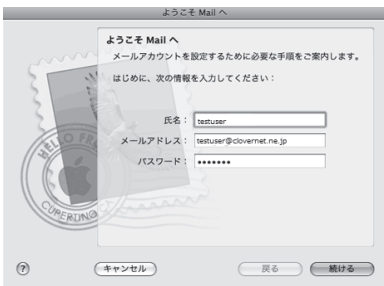 ようこそ Mail へ
ようこそ Mail へ
メールアカウントを設定するために必要な手順をご案内します。
はじめに、次の情報を入力してください：
氏名： testuser
メールアドレス： testuser@clovernet.ne.jp
パスワード： •••••••
HELLO FR
CUPERTINO
? キャンセル 戻る 続ける